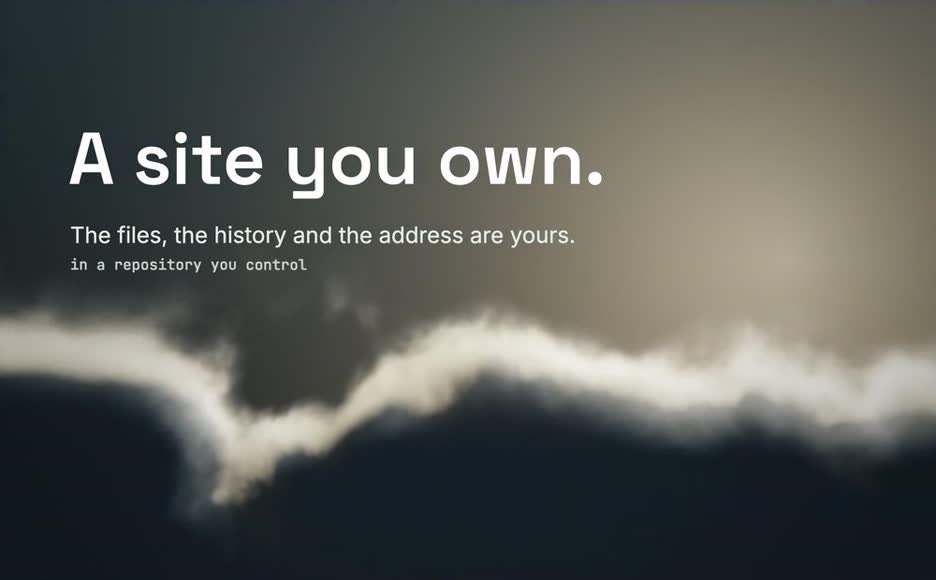 A site you own.
The files, the history and the address are yours.
in a repository you control